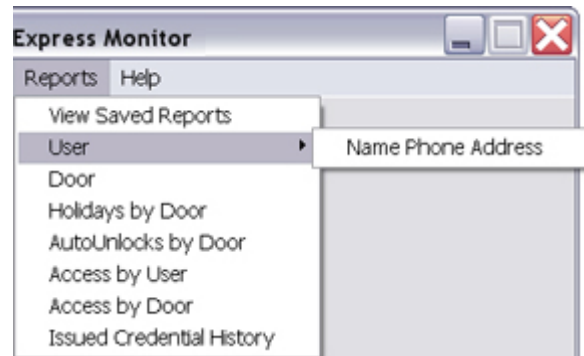 Express Monitor
Reports Help
View Saved Reports
User
Name Phone Address
Door
Holidays by Door
AutoUnlocks by Door
Access by User
Access by Door
Issued Credential History